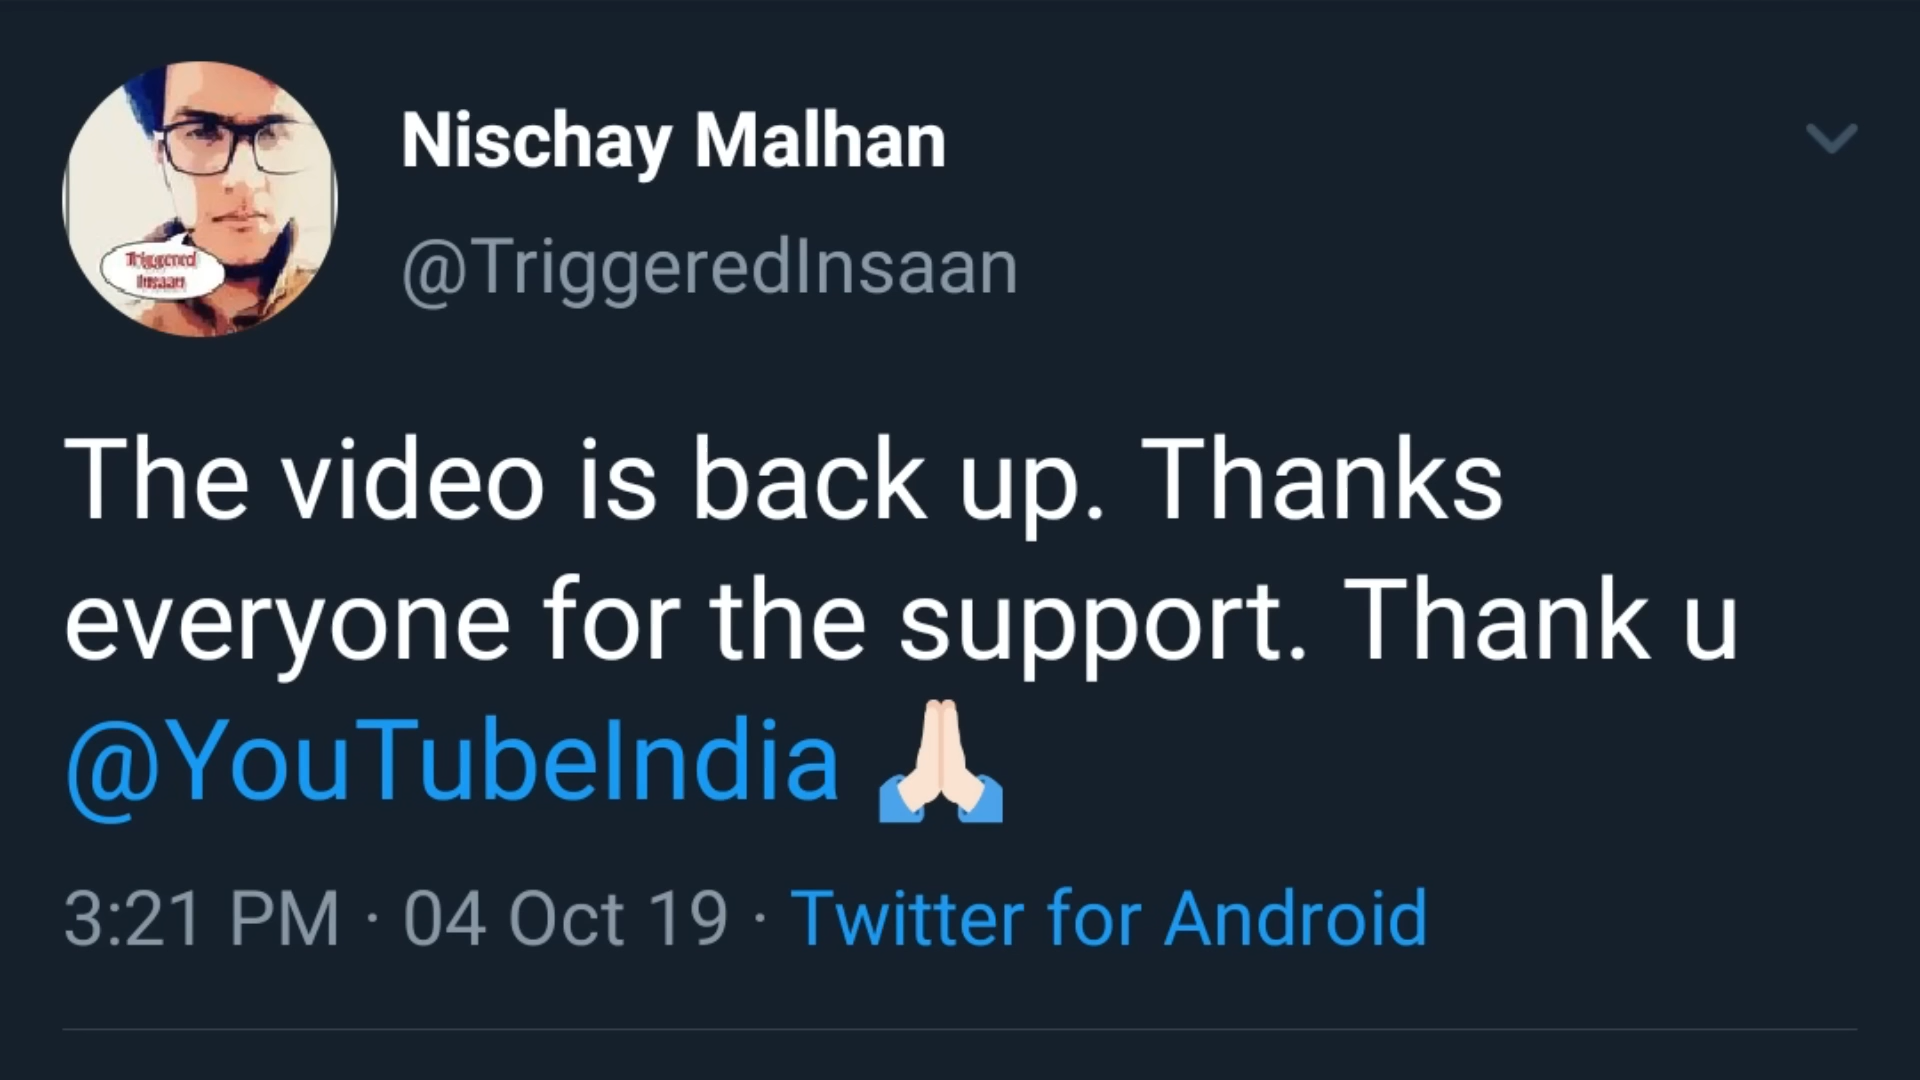 Nischay Malhan
@TriggeredInsaan
Triggered
Insaan
The video is back up. Thanks
everyone for the support. Thank u
@YouTubeIndia 🙏🏻
3:21 PM · 04 Oct 19 · Twitter for Android